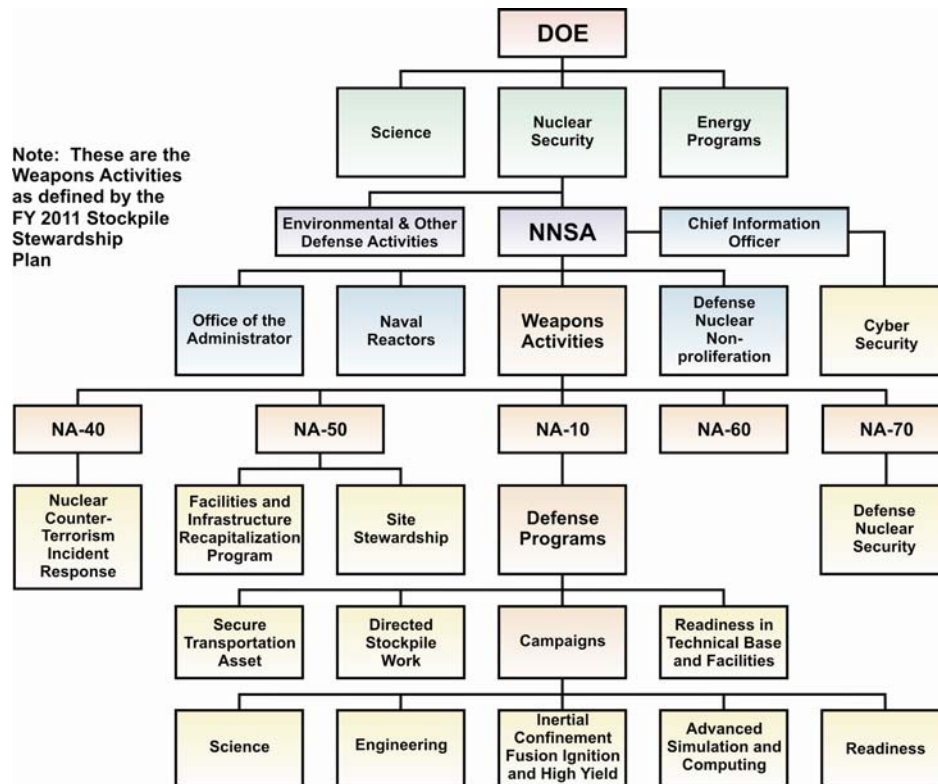 DOE
Science
Nuclear
Security
Energy
Programs
Note: These are the
Weapons Activities
as defined by the
FY 2011 Stockpile
Stewardship
Plan
Environmental & Other
Defense Activities
NNSA
Chief Information
Officer
Office of the
Administrator
Naval
Reactors
Weapons
Activities
Defense
Nuclear
Non-
proliferation
Cyber
Security
NA-40
NA-50
NA-10
NA-60
NA-70
Nuclear
Counter-
Terrorism
Incident
Response
Facilities and
Infrastructure
Recapitalization
Program
Site
Stewardship
Defense
Programs
Defense
Nuclear
Security
Secure
Transportation
Asset
Directed
Stockpile
Work
Campaigns
Readiness in
Technical Base
and Facilities
Science
Engineering
Inertial
Confinement
Fusion Ignition
and High Yield
Advanced
Simulation and
Computing
Readiness